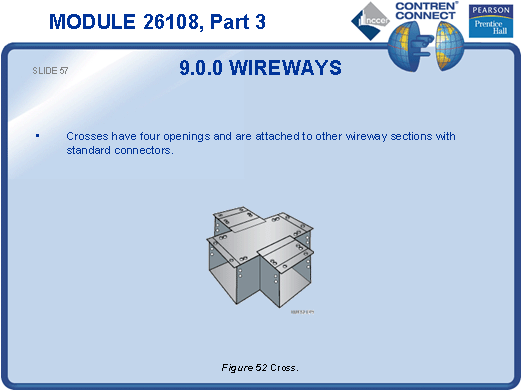 MODULE 26108, Part 3
nccer
CONTREN®
CONNECT
PEARSON
Prentice
Hall
SLIDE 57
9.0.0 WIREWAYS
• Crosses have four openings and are attached to other wireway sections with
standard connectors.
Figure 52 Cross.